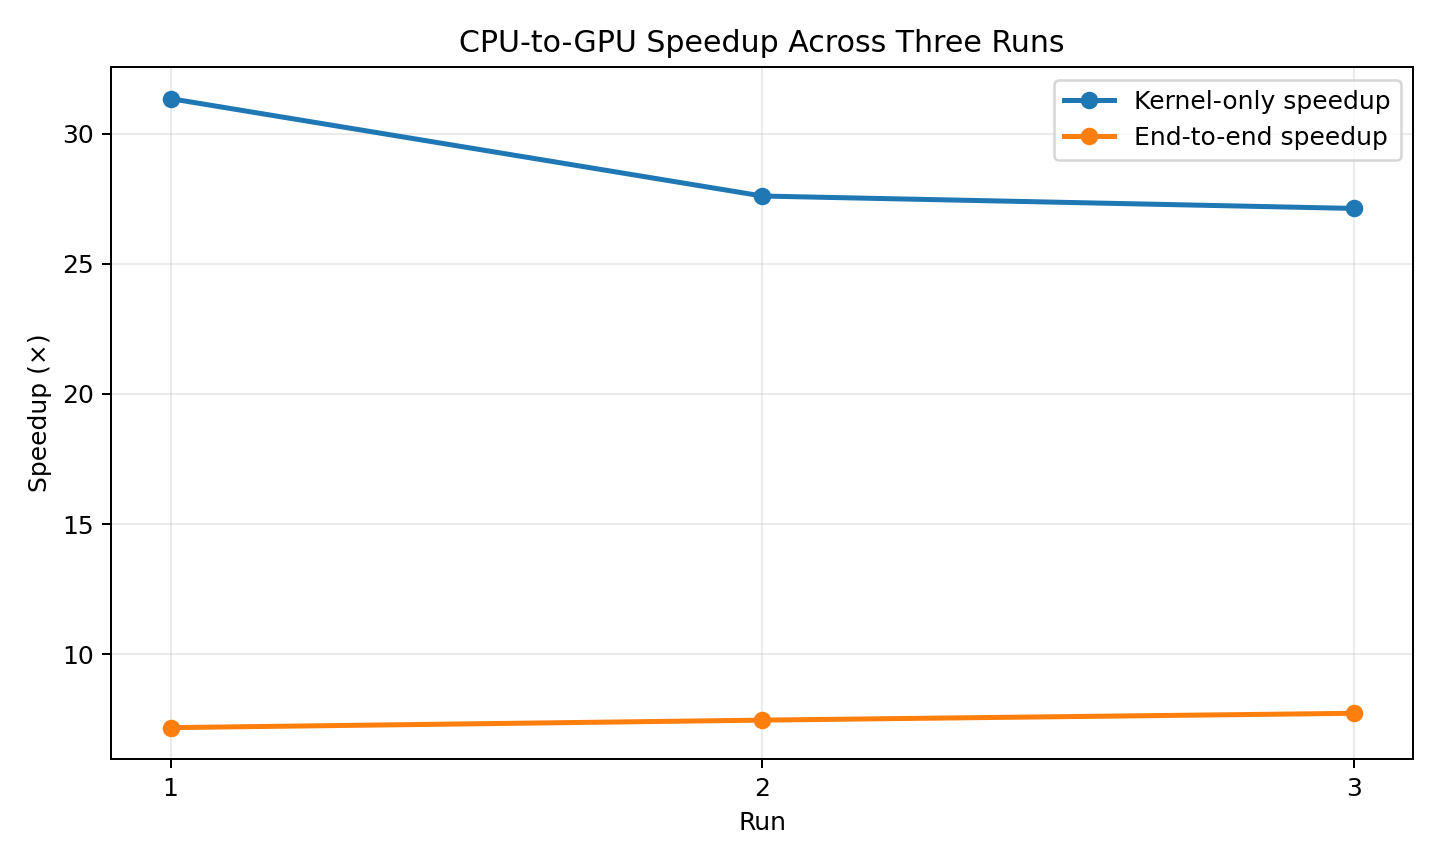 CPU-to-GPU Speedup Across Three Runs
Kernel-only speedup
End-to-end speedup
Speedup (×)
30
25
20
15
10
1 2 3
Run